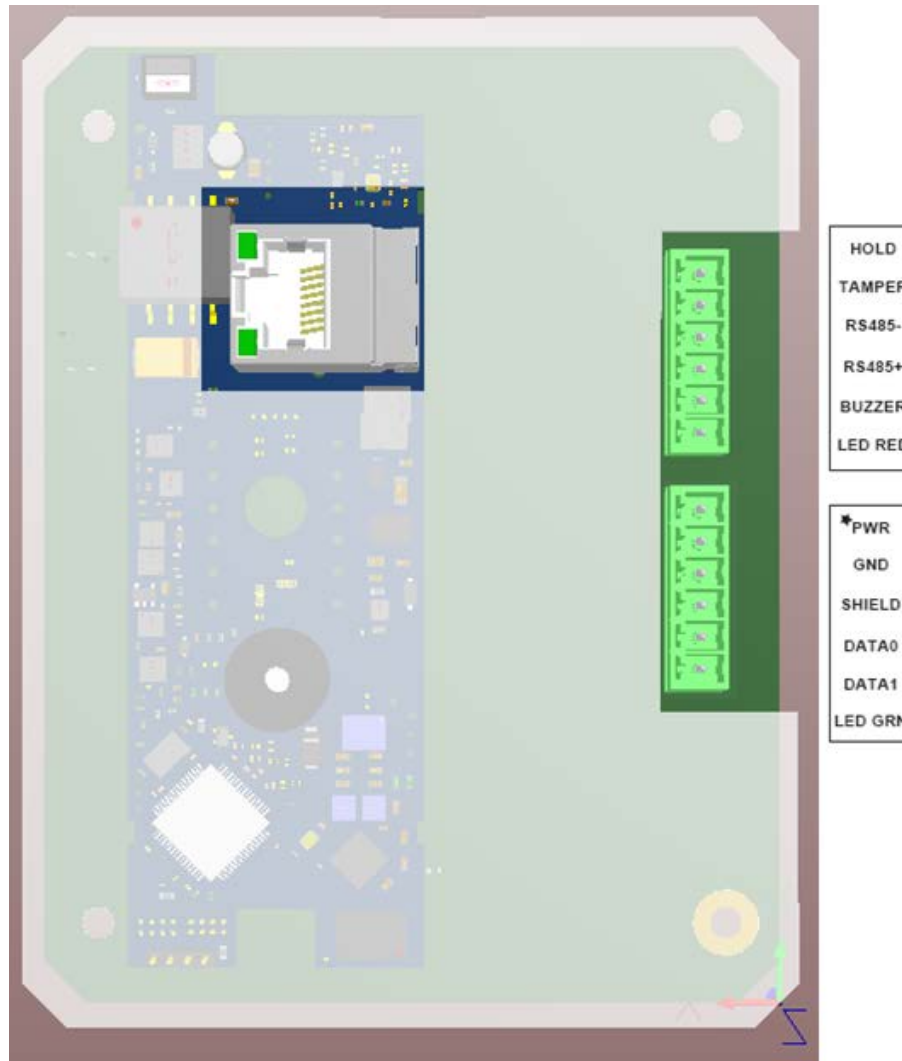 HOLD
TAMPER
RS485-
RS485+
BUZZER
LED RED
*PWR
GND
SHIELD
DATA0
DATA1
LED GRN